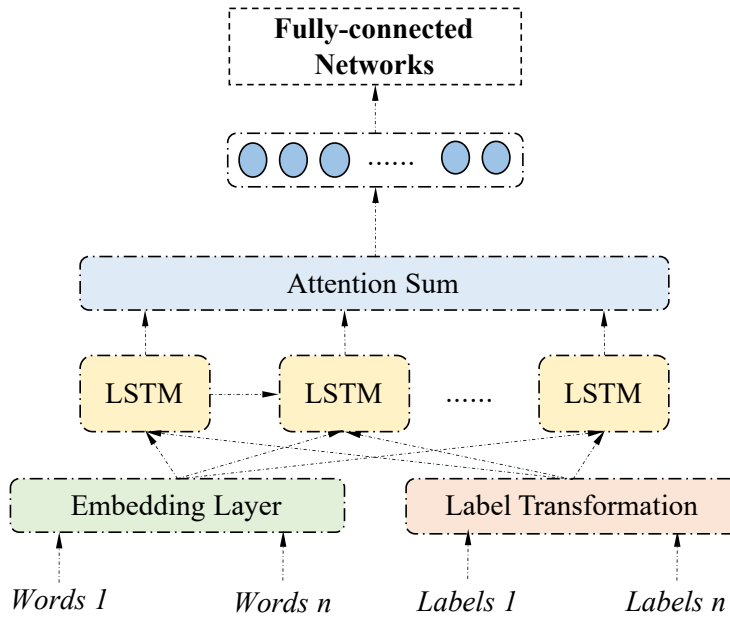 Fully-connected
Networks
......
Attention Sum
LSTM
LSTM
......
LSTM
Embedding Layer
Label Transformation
Words 1
Words n
Labels 1
Labels n